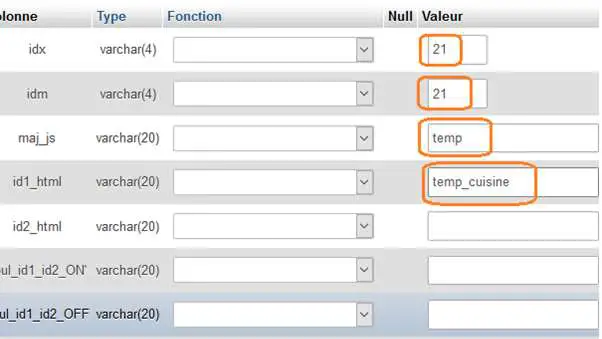 olonne Type Fonction Null Valeur
idx varchar(4) 21
idm varchar(4) 21
maj_js varchar(20) temp
id1_html varchar(20) temp_cuisine
id2_html varchar(20)
oul_id1_id2_ON' varchar(20)
ul_id1_id2_OFF varchar(20)